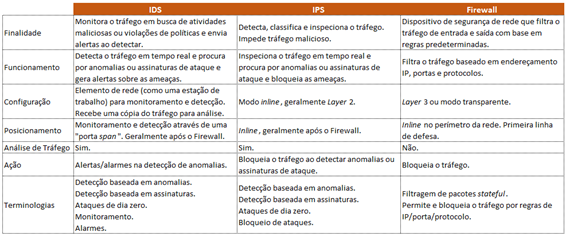 IDS IPS Firewall
Finalidade
Monitora o tráfego em busca de atividades
maliciosas ou violações de políticas e envia
alertas ao detectar.
Detecta, classifica e inspeciona o tráfego.
Impede tráfego malicioso.
Dispositivo de segurança de rede que filtra o
tráfego de entrada e saída com base em
regras predeterminadas.
Funcionamento
Detecta o tráfego em tempo real e procura
por anomalias ou assinaturas de ataque e
gera alertas sobre as ameaças.
Inspeciona o tráfego em tempo real e
procura por anomalias ou assinaturas de
ataque e bloqueia as ameaças.
Filtra o tráfego baseado em endereçamento
IP, portas e protocolos.
Configuração
Elemento de rede (como uma estação de
trabalho) para monitoramento e detecção.
Recebe uma cópia do tráfego para análise.
Modo inline, geralmente Layer 2.
Layer 3 ou modo transparente.
Posicionamento
Monitoramento e detecção através de uma
"porta span". Geralmente após o Firewall.
Inline, geralmente após o Firewall.
Inline no perímetro da rede. Primeira linha
de defesa.
Análise de Tráfego
Sim.
Sim.
Não.
Ação
Alertas/alarmes na detecção de anomalias.
Bloqueia o tráfego ao detectar anomalias ou
assinaturas de ataque.
Bloqueia o tráfego.
Terminologias
Detecção baseada em anomalias.
Detecção baseada em assinaturas.
Ataques de dia zero.
Monitoramento.
Alarmes.
Detecção baseada em anomalias.
Detecção baseada em assinaturas.
Ataques de dia zero.
Bloqueio de ataques.
Filtragem de pacotes stateful.
Permite e bloqueia o tráfego por regras de
IP/porta/protocolo.